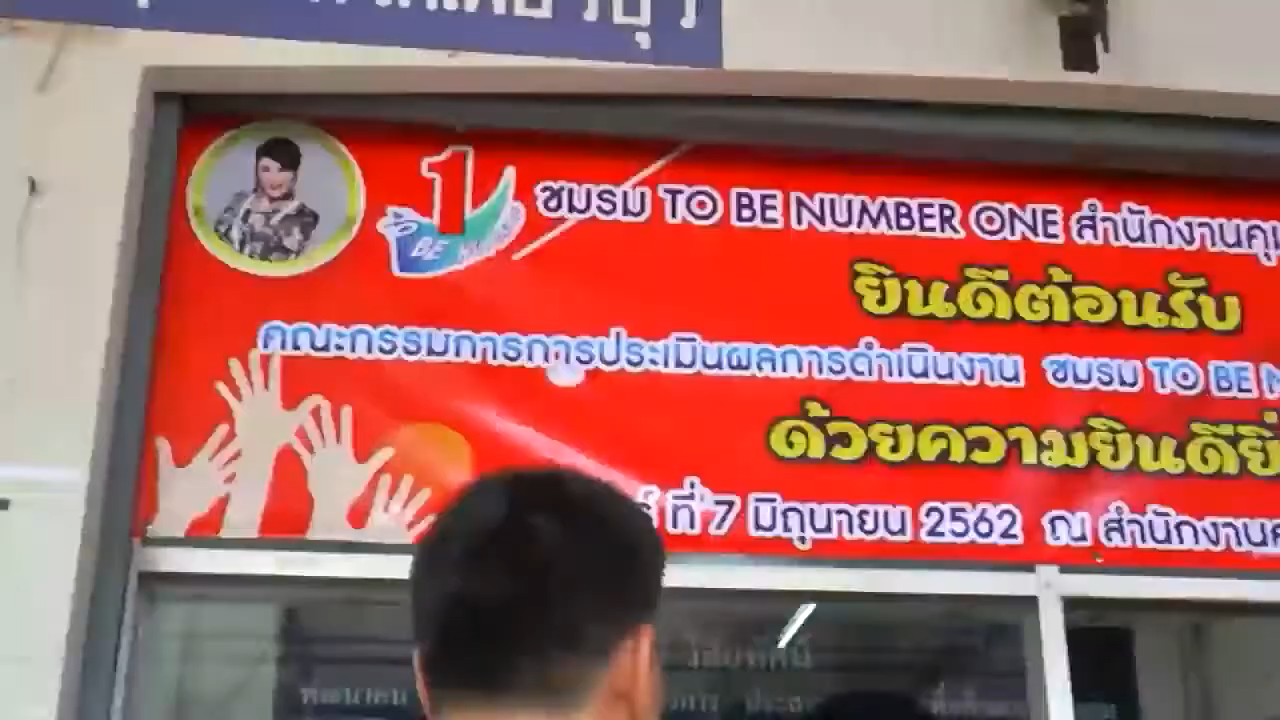 1
BE
ชมรม TO BE NUMBER ONE สำนักงานคุ
ยินดีต้อนรับ
คณะกรรมการการประเมินผลการดำเนินงาน ชมรม TO BE
ด้วยความยินดียิ่
ที่ 7 มิถุนายน 2562 ณ สำนักงาน